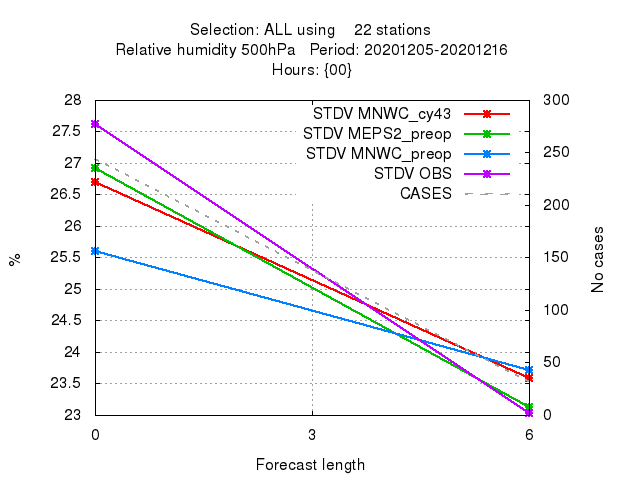 Selection: ALL using    22 stations
Relative humidity 500hPa   Period: 20201205-20201216
Hours: {00}
STDV MNWC_cy43
STDV MEPS2_preop
STDV MNWC_preop
STDV OBS
CASES
28
27.5
27
26.5
26
25.5
25
24.5
24
23.5
23
%
300
250
200
150
100
50
0
No cases
0 3 6
Forecast length